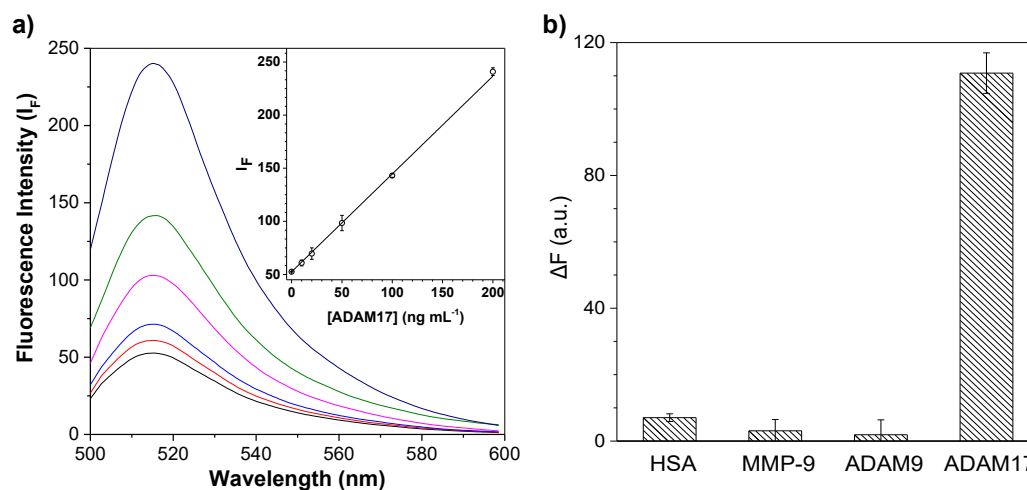 a)
250
200
150
100
50
0
500
520
540
560
580
600
Fluorescence Intensity (I_F)
Wavelength (nm)
250
200
150
100
50
0
50
100
150
200
I_F
[ADAM17] (ng mL⁻¹)
b)
120
80
40
0
ΔF (a.u.)
HSA
MMP-9
ADAM9
ADAM17